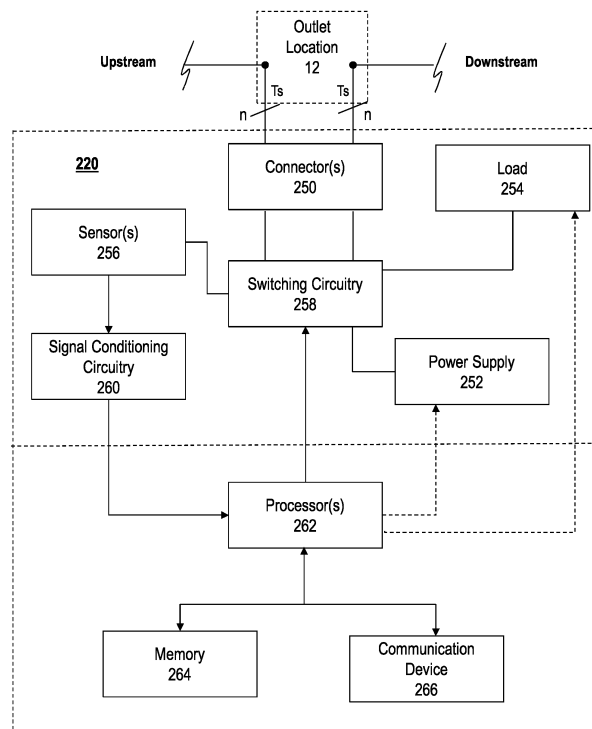 Outlet
Location
12
Upstream
Downstream
Ts
Ts
n
n
220
Connector(s)
250
Load
254
Sensor(s)
256
Switching Circuitry
258
Signal Conditioning
Circuitry
260
Power Supply
252
Processor(s)
262
Memory
264
Communication
Device
266